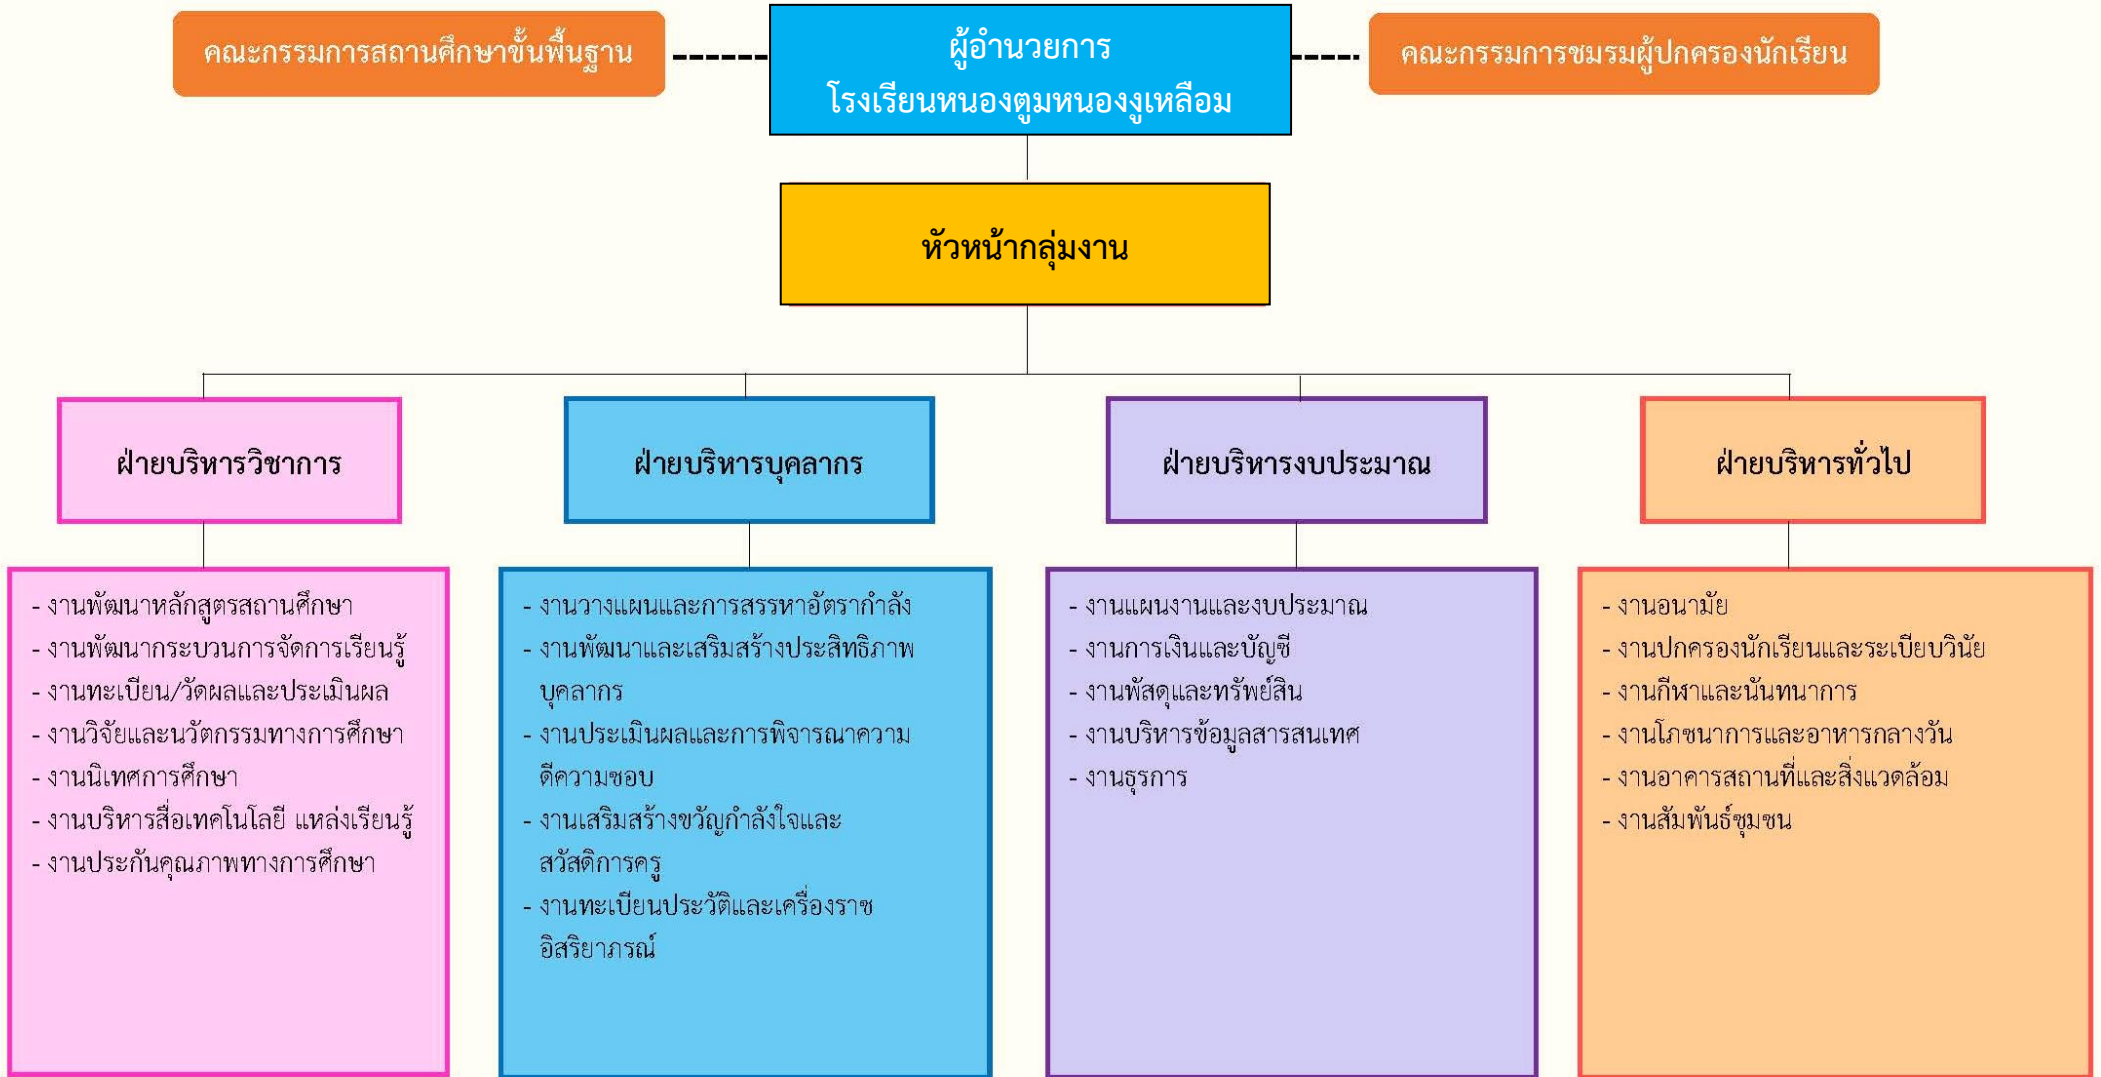 คณะกรรมการสถานศึกษาขั้นพื้นฐาน
ผู้อำนวยการ
โรงเรียนหนองตูมหนองงูเหลือม
คณะกรรมการชมรมผู้ปกครองนักเรียน
หัวหน้ากลุ่มงาน
ฝ่ายบริหารวิชาการ
- งานพัฒนาหลักสูตรสถานศึกษา
- งานพัฒนากระบวนการจัดการเรียนรู้
- งานทะเบียน/วัดผลและประเมินผล
- งานวิจัยและนวัตกรรมทางการศึกษา
- งานนิเทศการศึกษา
- งานบริหารสื่อเทคโนโลยี แหล่งเรียนรู้
- งานประกันคุณภาพทางการศึกษา
ฝ่ายบริหารบุคลากร
- งานวางแผนและการสรรหาอัตรากำลัง
- งานพัฒนาและเสริมสร้างประสิทธิภาพ
บุคลากร
- งานประเมินผลและการพิจารณาความ
ดีความชอบ
- งานเสริมสร้างขวัญกำลังใจและ
สวัสดิการครู
- งานทะเบียนประวัติและเครื่องราช
อิสริยาภรณ์
ฝ่ายบริหารงบประมาณ
- งานแผนงานและงบประมาณ
- งานการเงินและบัญชี
- งานพัสดุและทรัพย์สิน
- งานบริหารข้อมูลสารสนเทศ
- งานธุรการ
ฝ่ายบริหารทั่วไป
- งานอนามัย
- งานปกครองนักเรียนและระเบียบวินัย
- งานกีฬาและนันทนาการ
- งานโภชนาการและอาหารกลางวัน
- งานอาคารสถานที่และสิ่งแวดล้อม
- งานสัมพันธ์ชุมชน